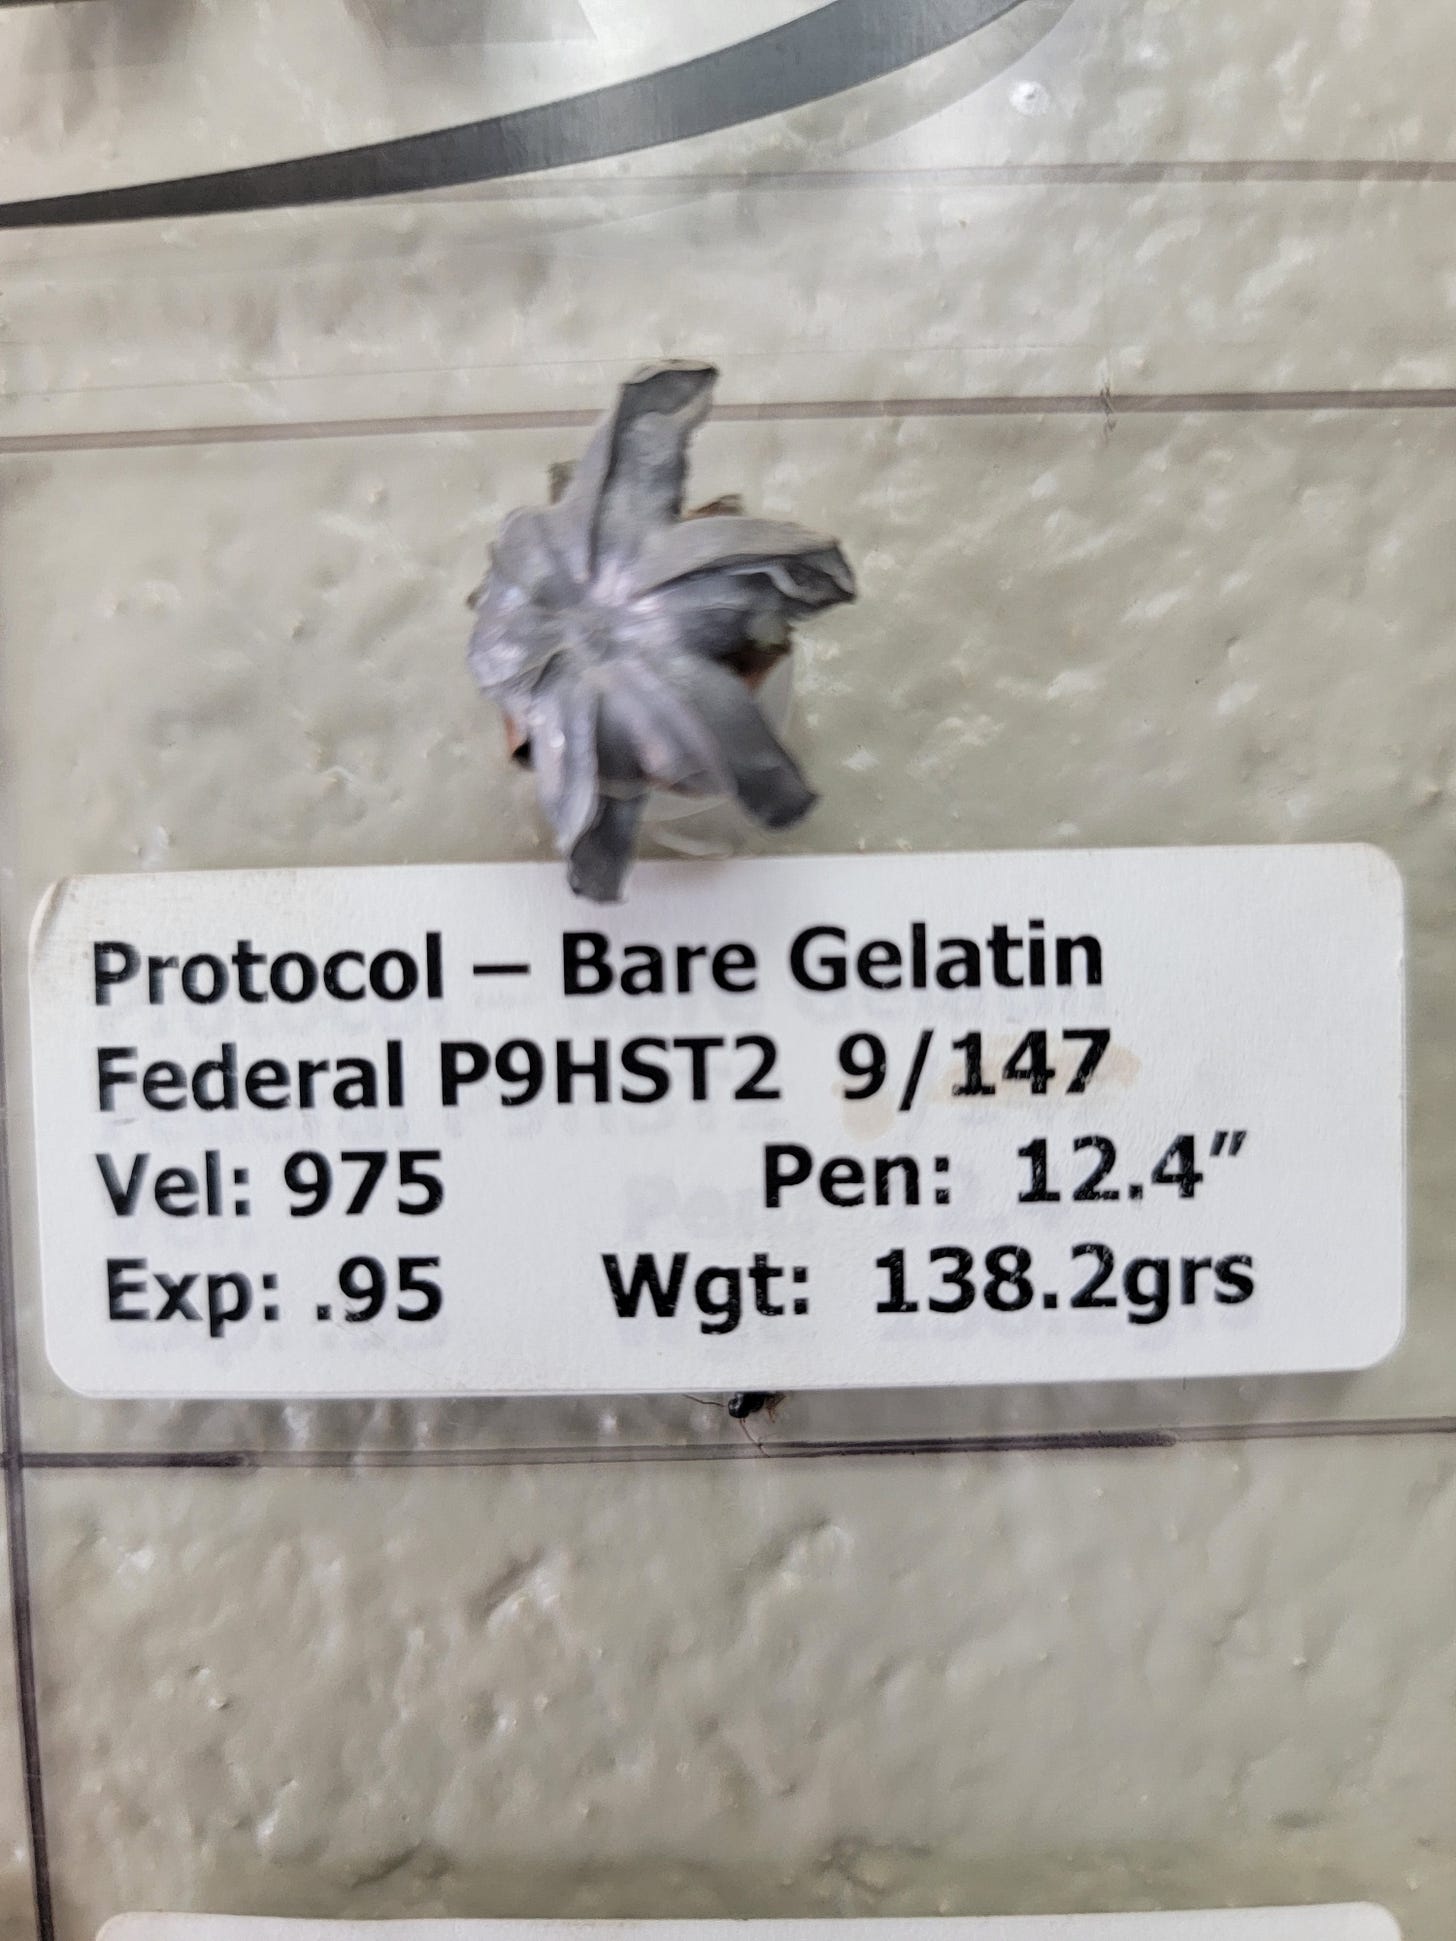 Protocol – Bare Gelatin
Federal P9HST2 9/147
Vel: 975 Pen: 12.4"
Exp: .95 Wgt: 138.2grs